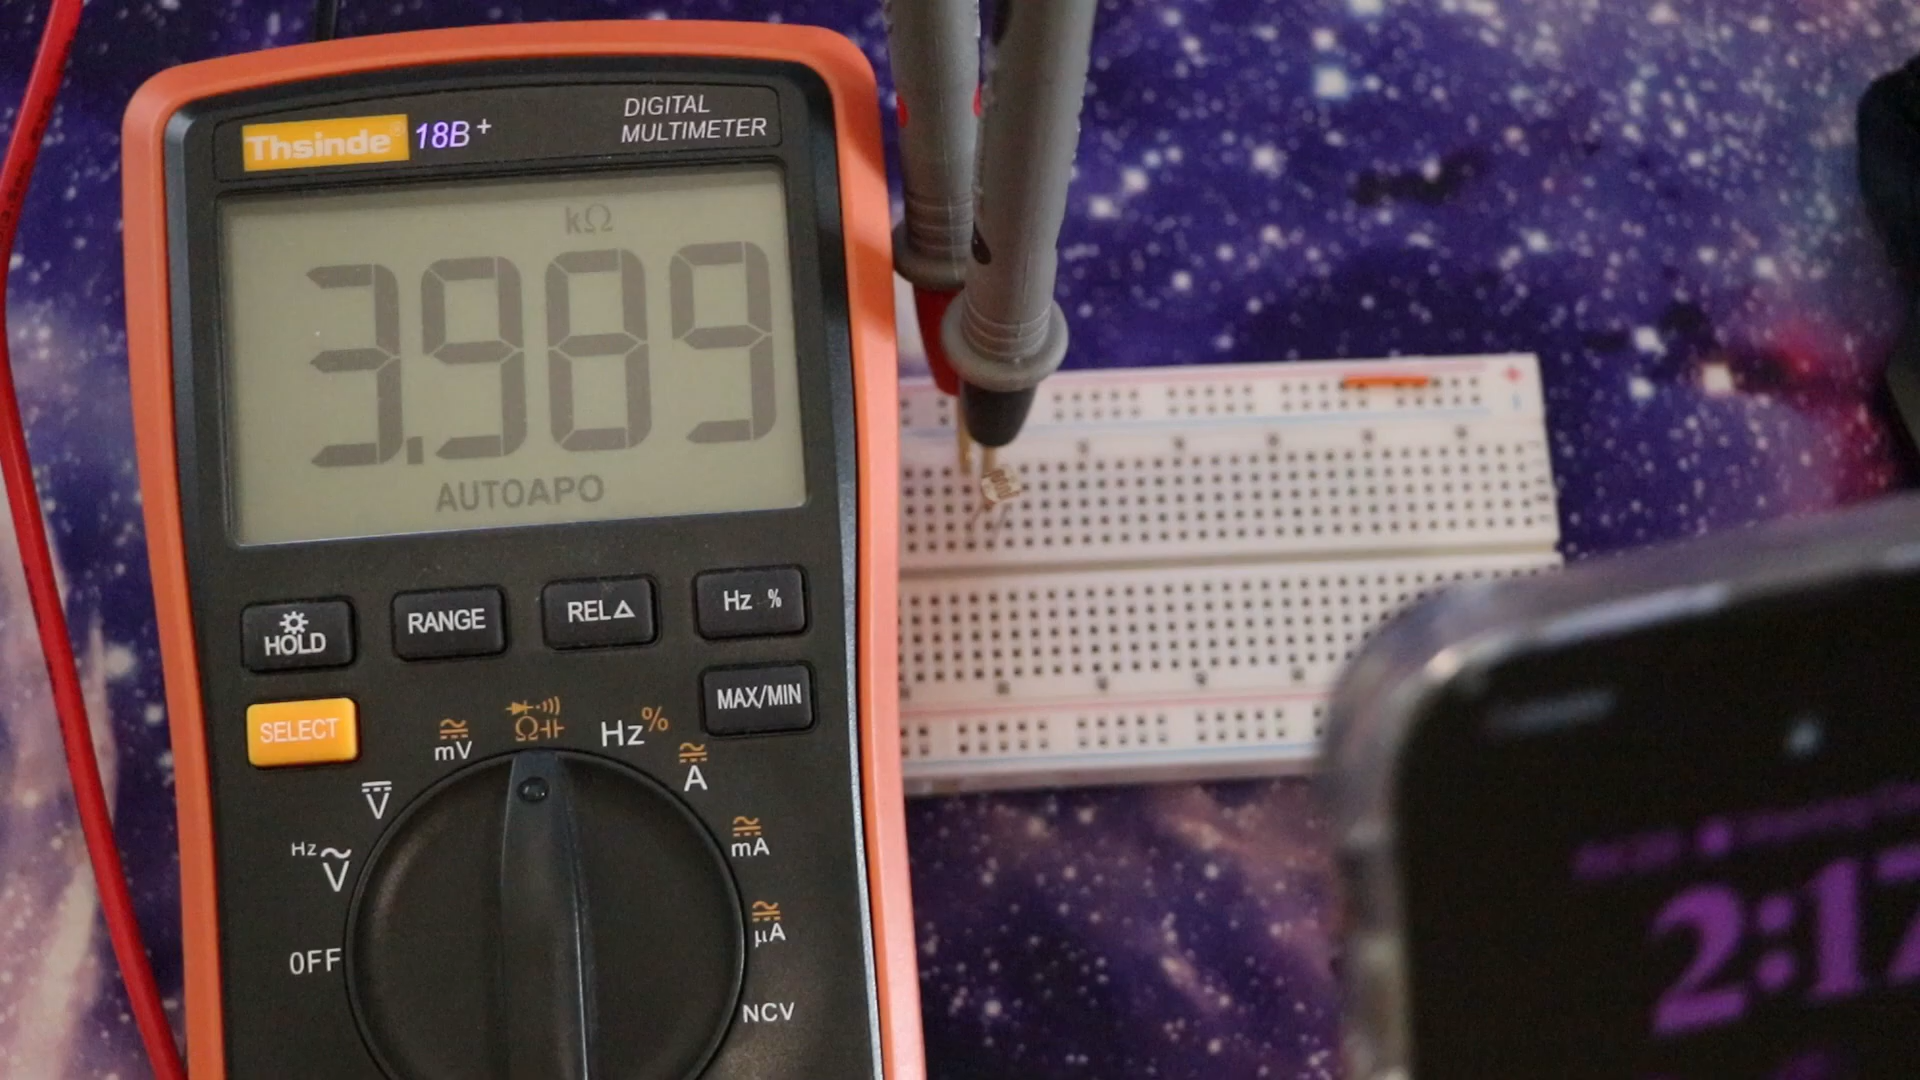 Thsinde® 18B+
DIGITAL
MULTIMETER
kΩ
3.989
AUTOAPO
HOLD
RANGE
REL△
Hz %
SELECT
MAX/MIN
mV
Ω
Hz%
A
V
mA
Hz
V
μA
OFF
NCV
2:17